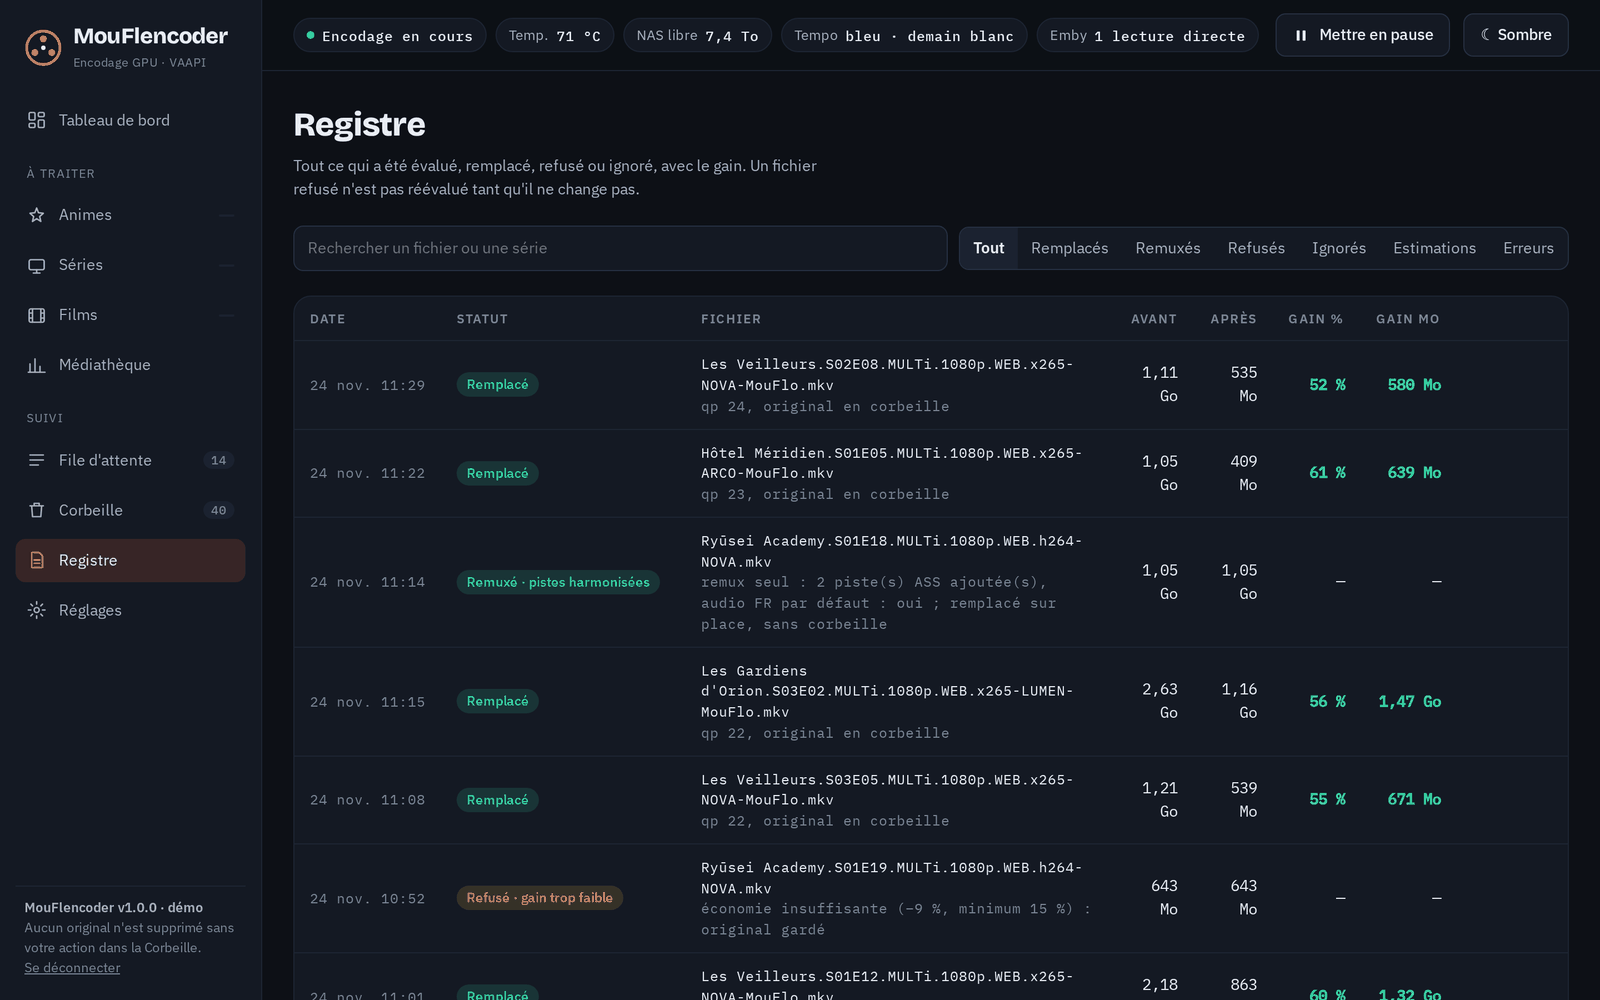 MouFlencoder
Encodage GPU · VAAPI
Tableau de bord
À TRAITER
Animes —
Séries —
Films —
Médiathèque
SUIVI
File d'attente 14
Corbeille 40
Registre
Réglages
MouFlencoder v1.0.0 · démo
Aucun original n'est supprimé sans
votre action dans la Corbeille.
Se déconnecter
Encodage en cours
Temp. 71 °C
NAS libre 7,4 To
Tempo bleu · demain blanc
Emby 1 lecture directe
Mettre en pause
☾ Sombre
Registre
Tout ce qui a été évalué, remplacé, refusé ou ignoré, avec le gain. Un fichier
refusé n'est pas réévalué tant qu'il ne change pas.
Rechercher un fichier ou une série
Tout Remplacés Remuxés Refusés Ignorés Estimations Erreurs
DATE STATUT FICHIER AVANT APRÈS GAIN % GAIN MO
24 nov. 11:29
Remplacé
Les Veilleurs.S02E08.MULTi.1080p.WEB.x265-
NOVA-MouFlo.mkv
qp 24, original en corbeille
1,11
Go
535
Mo
52 %
580 Mo
24 nov. 11:22
Remplacé
Hôtel Méridien.S01E05.MULTi.1080p.WEB.x265-
ARCO-MouFlo.mkv
qp 23, original en corbeille
1,05
Go
409
Mo
61 %
639 Mo
24 nov. 11:14
Remuxé · pistes harmonisées
Ryūsei Academy.S01E18.MULTi.1080p.WEB.h264-
NOVA.mkv
remux seul : 2 piste(s) ASS ajoutée(s),
audio FR par défaut : oui ; remplacé sur
place, sans corbeille
1,05
Go
1,05
Go
—
—
24 nov. 11:15
Remplacé
Les Gardiens
d'Orion.S03E02.MULTi.1080p.WEB.x265-LUMEN-
MouFlo.mkv
qp 22, original en corbeille
2,63
Go
1,16
Go
56 %
1,47 Go
24 nov. 11:08
Remplacé
Les Veilleurs.S03E05.MULTi.1080p.WEB.x265-
NOVA-MouFlo.mkv
qp 22, original en corbeille
1,21
Go
539
Mo
55 %
671 Mo
24 nov. 10:52
Refusé · gain trop faible
Ryūsei Academy.S01E19.MULTi.1080p.WEB.h264-
NOVA.mkv
économie insuffisante (−9 %, minimum 15 %) :
original gardé
643
Mo
643
Mo
—
—
24 nov. 11:01
Remplacé
Les Veilleurs.S01E12.MULTi.1080p.WEB.x265-
NOVA-MouFlo.mkv
2,18
863
60 %
1,32 Go